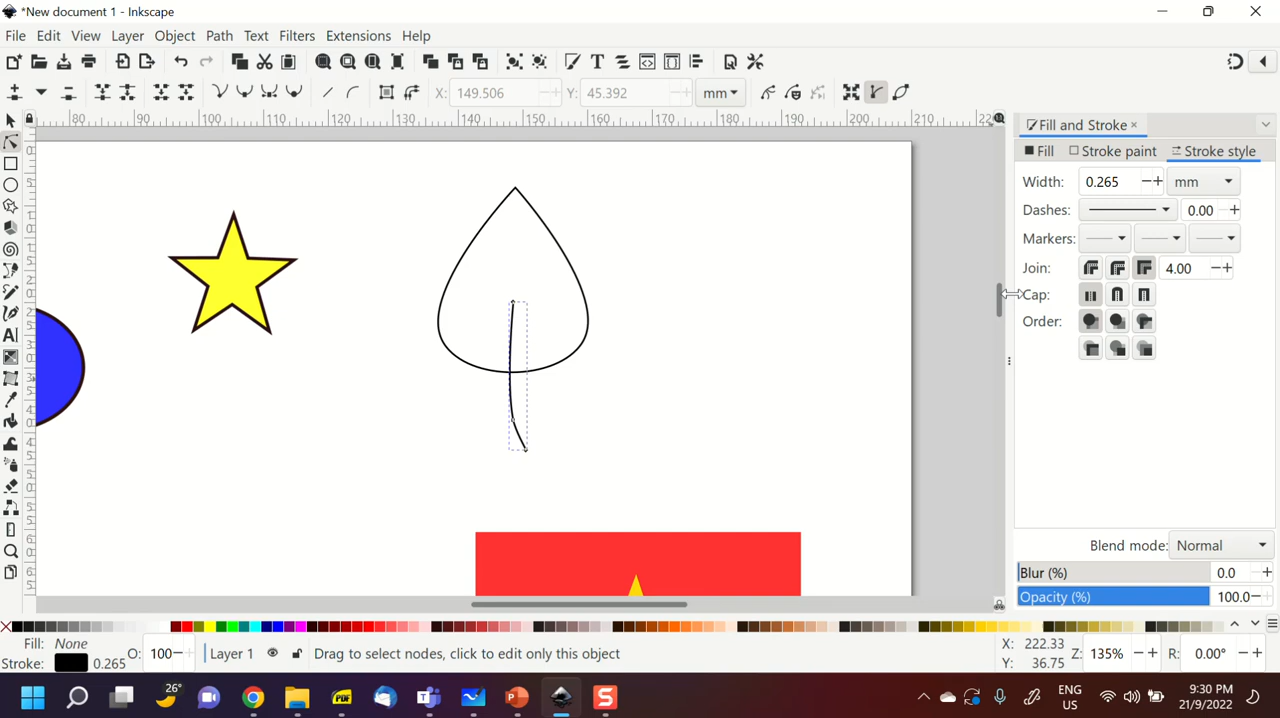 *New document 1 - Inkscape
File Edit View Layer Object Path Text Filters Extensions Help
X: 149.506 Y: 45.392 mm
80 90 100 110 120 130 140 150 160 170 180 190 200 210
Fill and Stroke
Fill Stroke paint Stroke style
Width: 0.265 mm
Dashes: 0.00
Markers:
Join: 4.00
Cap:
Order:
Blend mode: Normal
Blur (%) 0.0
Opacity (%) 100.0
Fill: None
Stroke: 0.265
O: 100
Layer 1
Drag to select nodes, click to edit only this object
X: 222.33
Y: 36.75
Z: 135%
R: 0.00°
26°
PDF
ENG
US
9:30 PM
21/9/2022